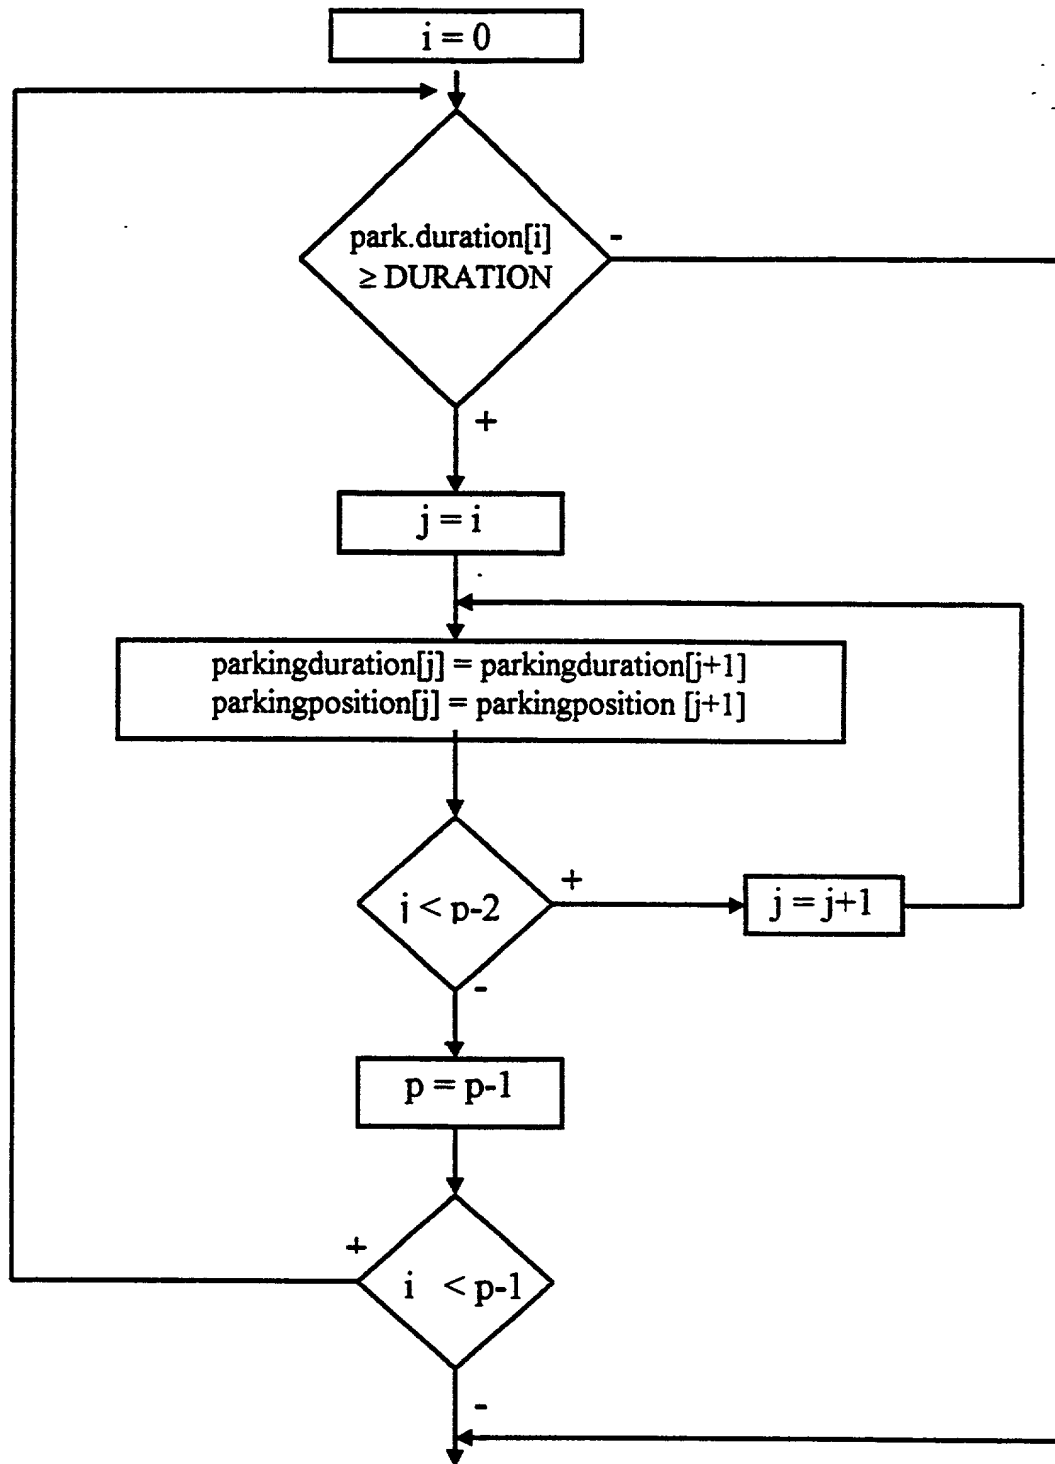 i = 0
park.duration[i]
≥ DURATION
-
+
j = i
parkingduration[j] = parkingduration[j+1]
parkingposition[j] = parkingposition [j+1]
j < p-2
+
j = j+1
-
p = p-1
+
i < p-1
-